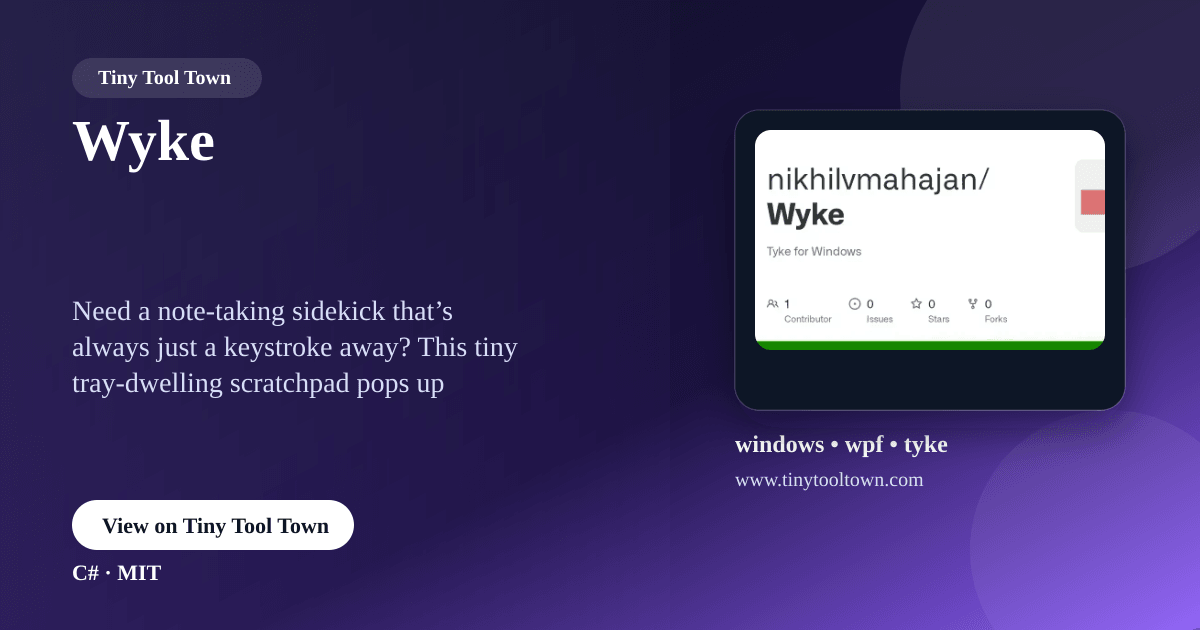 Tiny Tool Town
Wyke
Need a note-taking sidekick that’s
always just a keystroke away? This tiny
tray-dwelling scratchpad pops up
View on Tiny Tool Town
C# · MIT
nikhilvmahajan/
Wyke
Tyke for Windows
1
Contributor
0
Issues
0
Stars
0
Forks
windows • wpf • tyke
www.tinytooltown.com